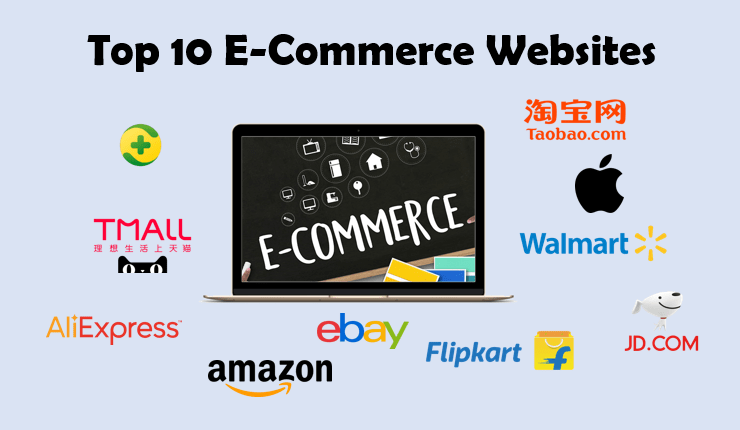 Top 10 E-Commerce Websites
淘宝网
Taobao.com
TMALL
理想生活上天猫
E-COMMERCE
Walmart
AliExpress™
ebay
Flipkart
f
JD.COM
amazon